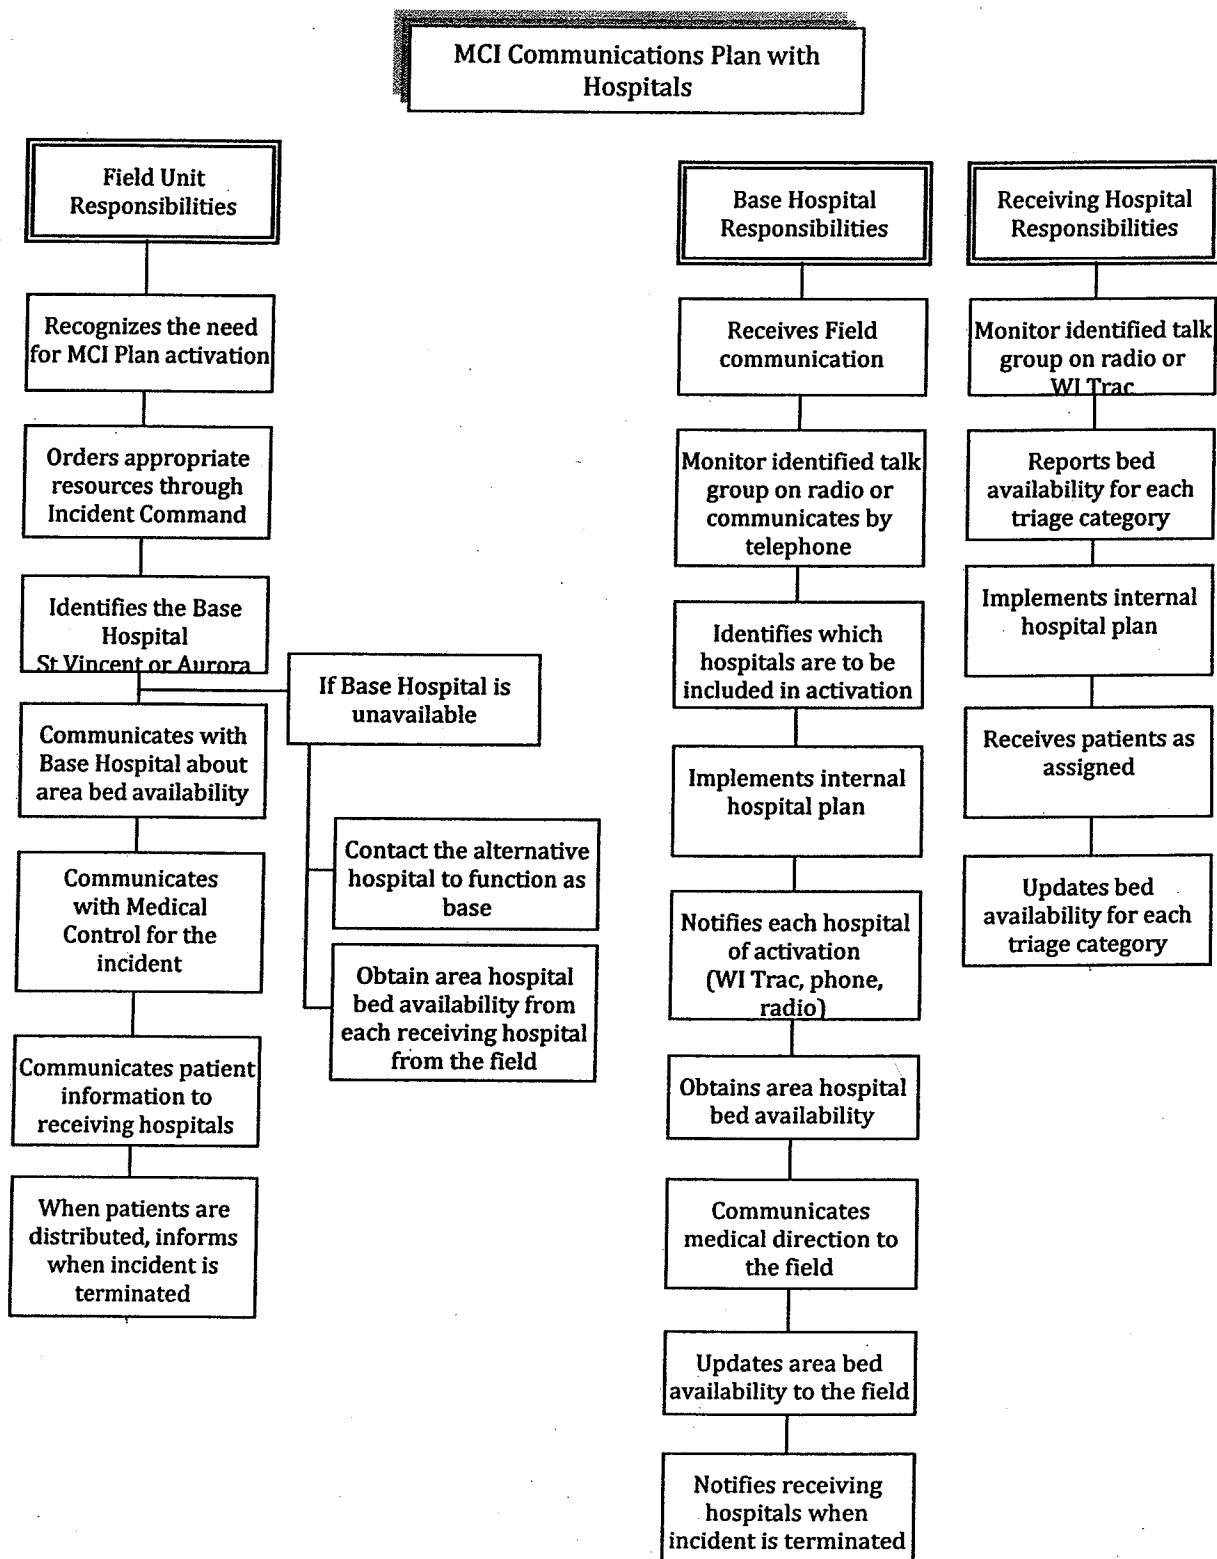 MCI Communications Plan with
Hospitals
Field Unit
Responsibilities
Recognizes the need
for MCI Plan activation
Orders appropriate
resources through
Incident Command
Identifies the Base
Hospital
St Vincent or Aurora
If Base Hospital is
unavailable
Communicates with
Base Hospital about
area bed availability
Contact the alternative
hospital to function as
base
Obtain area hospital
bed availability from
each receiving hospital
from the field
Communicates
with Medical
Control for the
incident
Communicates patient
information to
receiving hospitals
When patients are
distributed, informs
when incident is
terminated
Base Hospital
Responsibilities
Receives Field
communication
Monitor identified talk
group on radio or
communicates by
telephone
Identifies which
hospitals are to be
included in activation
Implements internal
hospital plan
Notifies each hospital
of activation
(WI Trac, phone,
radio)
Obtains area hospital
bed availability
Communicates
medical direction to
the field
Updates area bed
availability to the field
Notifies receiving
hospitals when
incident is terminated
Receiving Hospital
Responsibilities
Monitor identified talk
group on radio or
WI Trac
Reports bed
availability for each
triage category
Implements internal
hospital plan
Receives patients as
assigned
Updates bed
availability for each
triage category